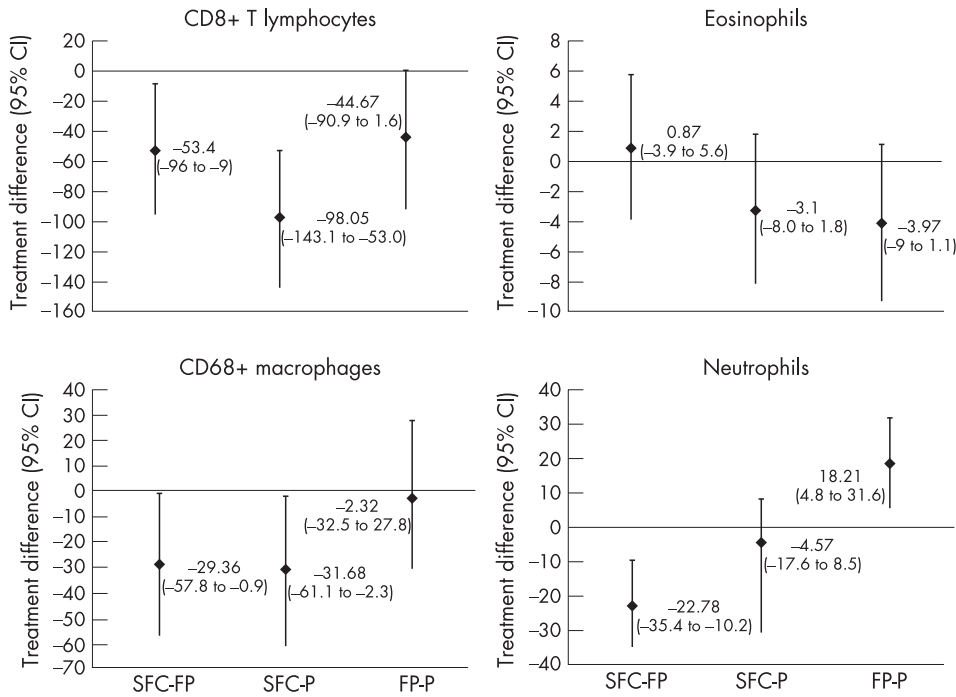 CD8+ T lymphocytes
Treatment difference (95% CI)
20
0
–20
–40
–60
–80
–100
–120
–140
–160
–53.4
(–96 to –9)
–98.05
(–143.1 to –53.0)
–44.67
(–90.9 to 1.6)
Eosinophils
Treatment difference (95% CI)
8
6
4
2
0
–2
–4
–6
–8
–10
0.87
(–3.9 to 5.6)
–3.1
(–8.0 to 1.8)
–3.97
(–9 to 1.1)
CD68+ macrophages
Treatment difference (95% CI)
40
30
20
10
0
–10
–20
–30
–40
–50
–60
–70
–29.36
(–57.8 to –0.9)
–31.68
(–61.1 to –2.3)
–2.32
(–32.5 to 27.8)
SFC-FP
SFC-P
FP-P
Neutrophils
Treatment difference (95% CI)
40
30
20
10
0
–10
–20
–30
–40
–22.78
(–35.4 to –10.2)
–4.57
(–17.6 to 8.5)
18.21
(4.8 to 31.6)
SFC-FP
SFC-P
FP-P